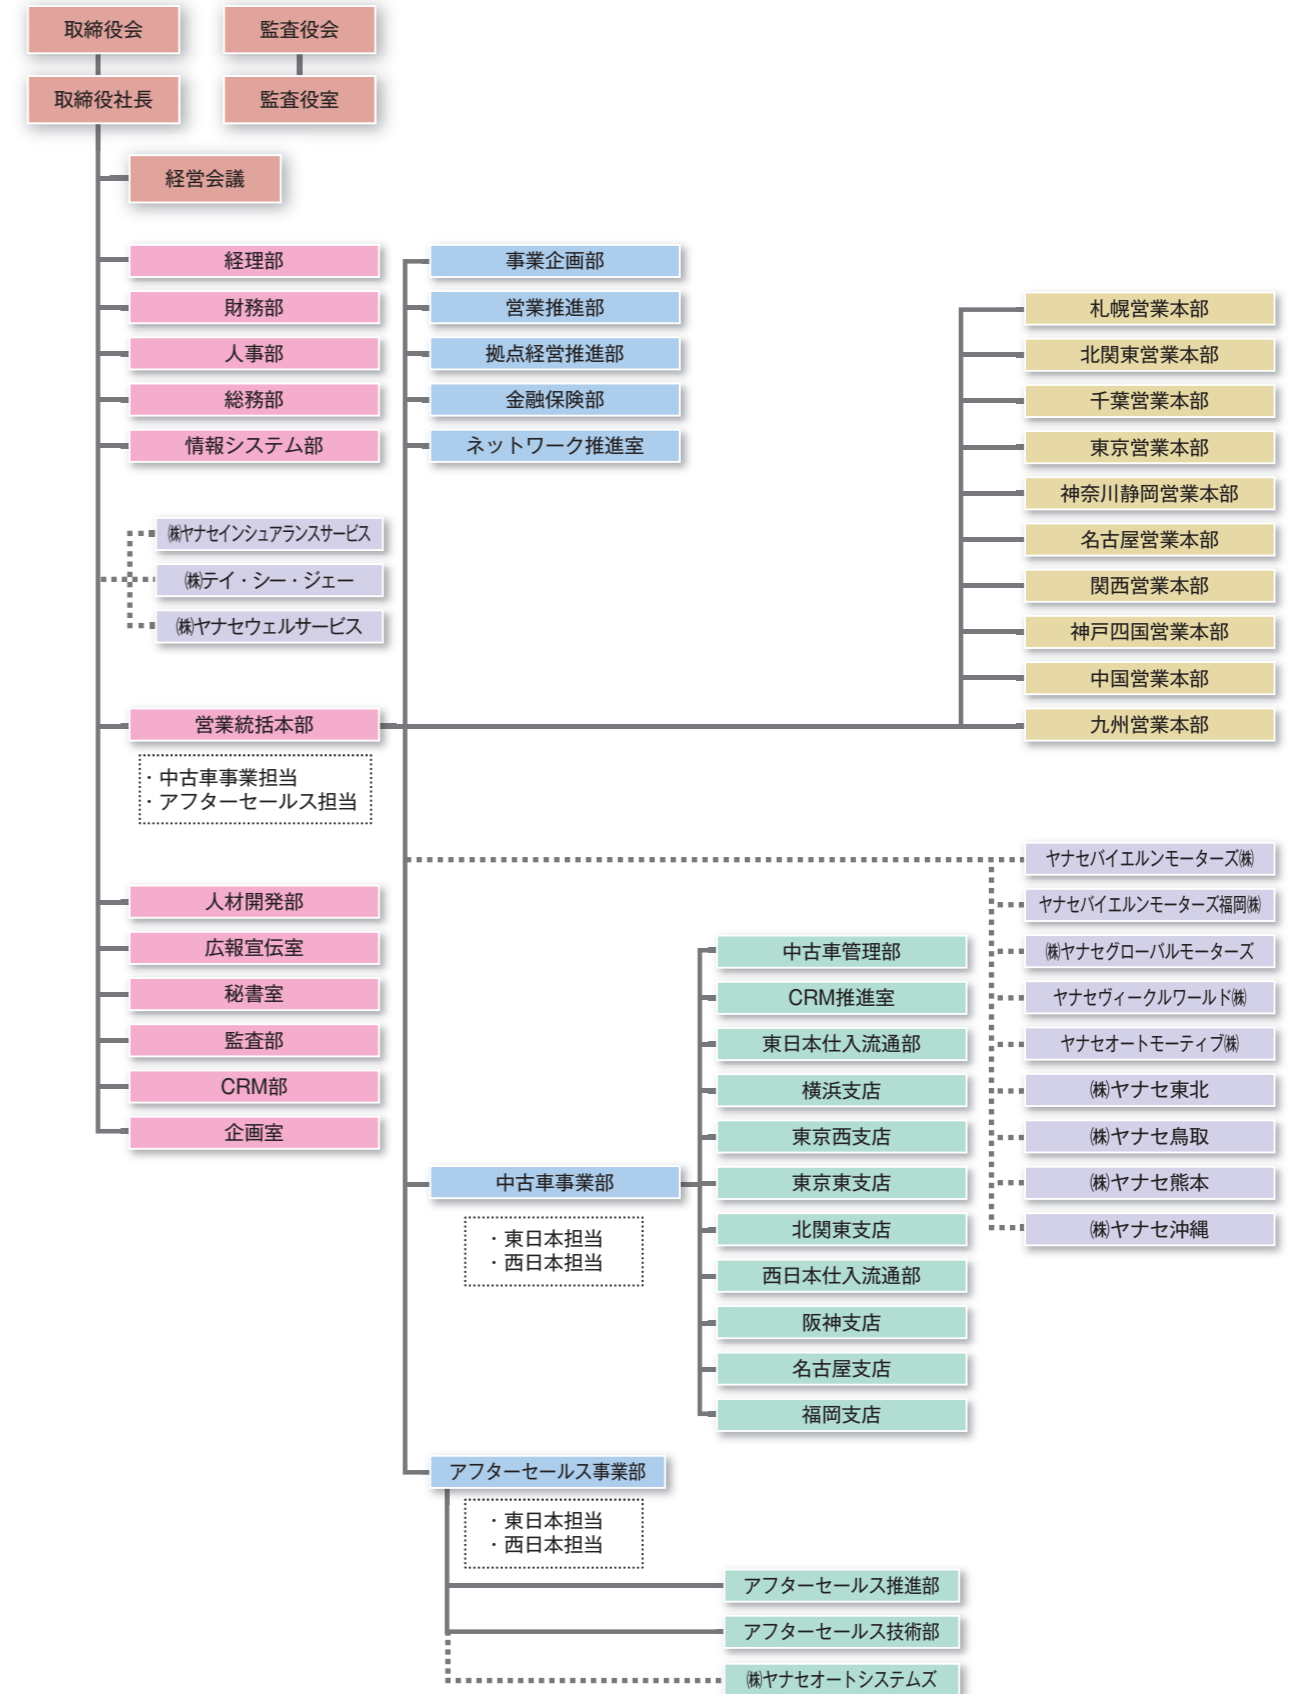 取締役会
監査役会
取締役社長
監査役室
経営会議
経理部
財務部
人事部
総務部
情報システム部
㈱ヤナセインシュアランスサービス
㈱テイ・シー・ジェー
㈱ヤナセウェルサービス
営業統括本部
・中古車事業担当
・アフターセールス担当
人材開発部
広報宣伝室
秘書室
監査部
CRM部
企画室
事業企画部
営業推進部
拠点経営推進部
金融保険部
ネットワーク推進室
札幌営業本部
北関東営業本部
千葉営業本部
東京営業本部
神奈川静岡営業本部
名古屋営業本部
関西営業本部
神戸四国営業本部
中国営業本部
九州営業本部
ヤナセバイエルンモーターズ㈱
ヤナセバイエルンモーターズ福岡㈱
㈱ヤナセグローバルモーターズ
ヤナセヴィークルワールド㈱
ヤナセオートモーティブ㈱
㈱ヤナセ東北
㈱ヤナセ鳥取
㈱ヤナセ熊本
㈱ヤナセ沖縄
中古車事業部
・東日本担当
・西日本担当
中古車管理部
CRM推進室
東日本仕入流通部
横浜支店
東京西支店
東京東支店
北関東支店
西日本仕入流通部
阪神支店
名古屋支店
福岡支店
アフターセールス事業部
・東日本担当
・西日本担当
アフターセールス推進部
アフターセールス技術部
㈱ヤナセオートシステムズ